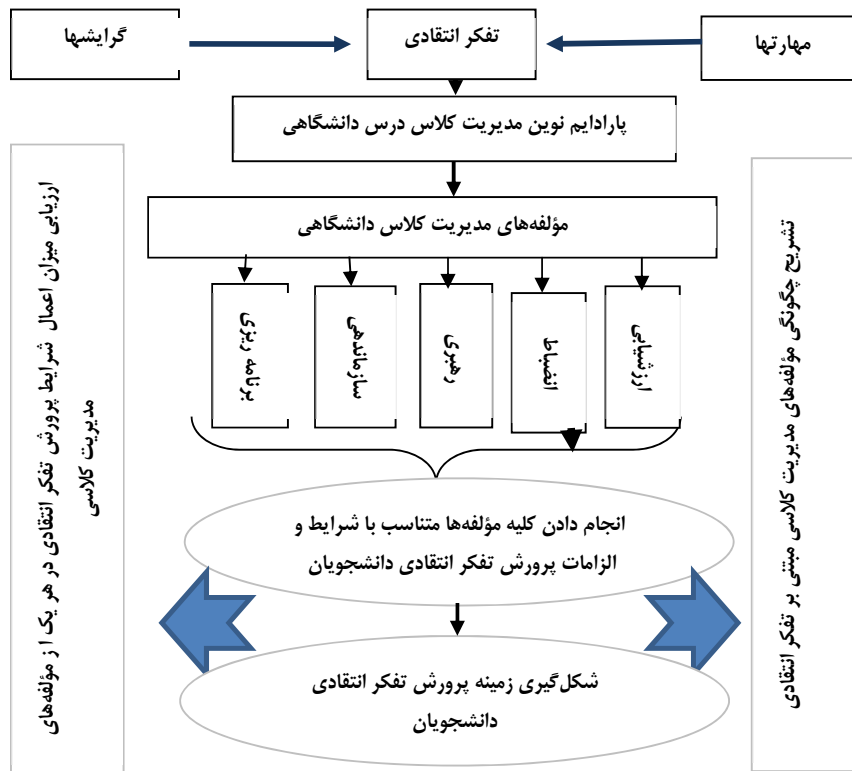 مهارتها
تفکر انتقادی
گرایشها
پارادایم نوین مدیریت کلاس درس دانشگاهی
مؤلفه‌های مدیریت کلاس دانشگاهی
ارزشیابی
انضباط
رهبری
سازماندهی
برنامه ریزی
انجام دادن کلیه مؤلفه‌ها متناسب با شرایط و
الزامات پرورش تفکر انتقادی دانشجویان
شکل‌گیری زمینه پرورش تفکر انتقادی
دانشجویان
تشریح چگونگی مؤلفه‌های مدیریت کلاسی مبتنی بر تفکر انتقادی
ارزیابی میزان اعمال شرایط پرورش تفکر انتقادی در هر یک ا ز مؤلفه‌های
مدیریت کلاسی